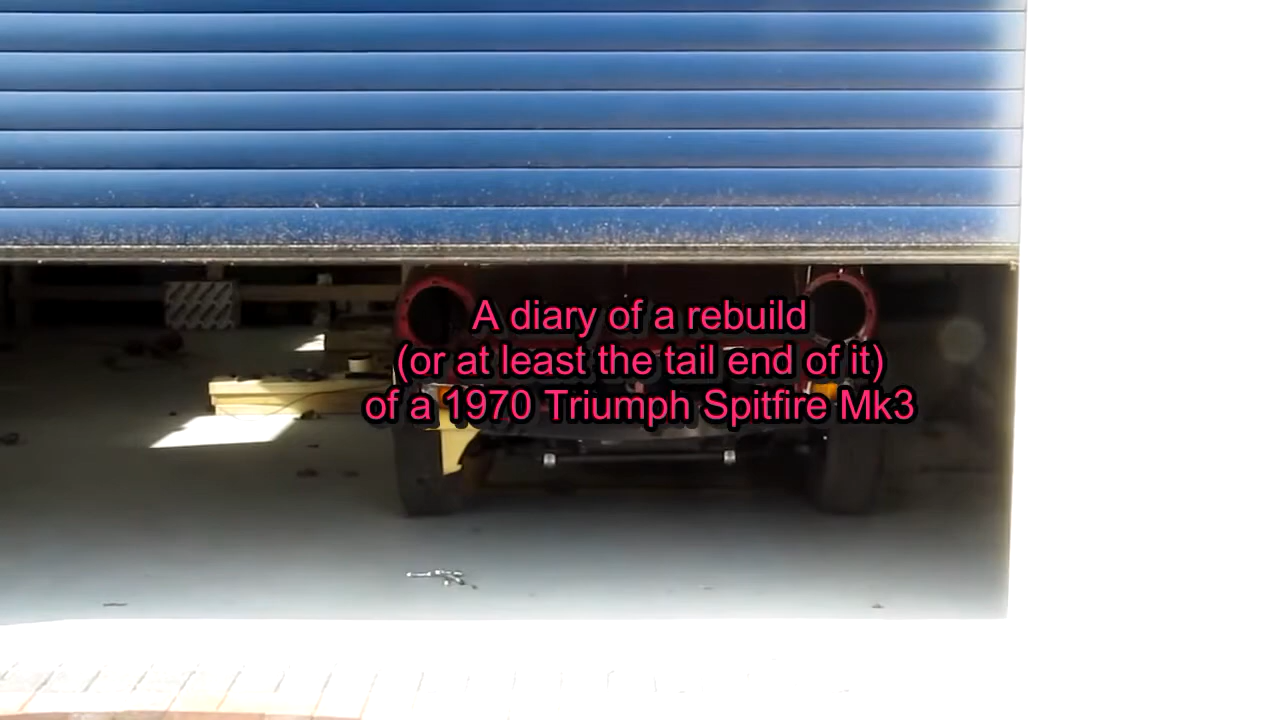 A diary of a rebuild
(or at least the tail end of it)
of a 1970 Triumph Spitfire Mk3